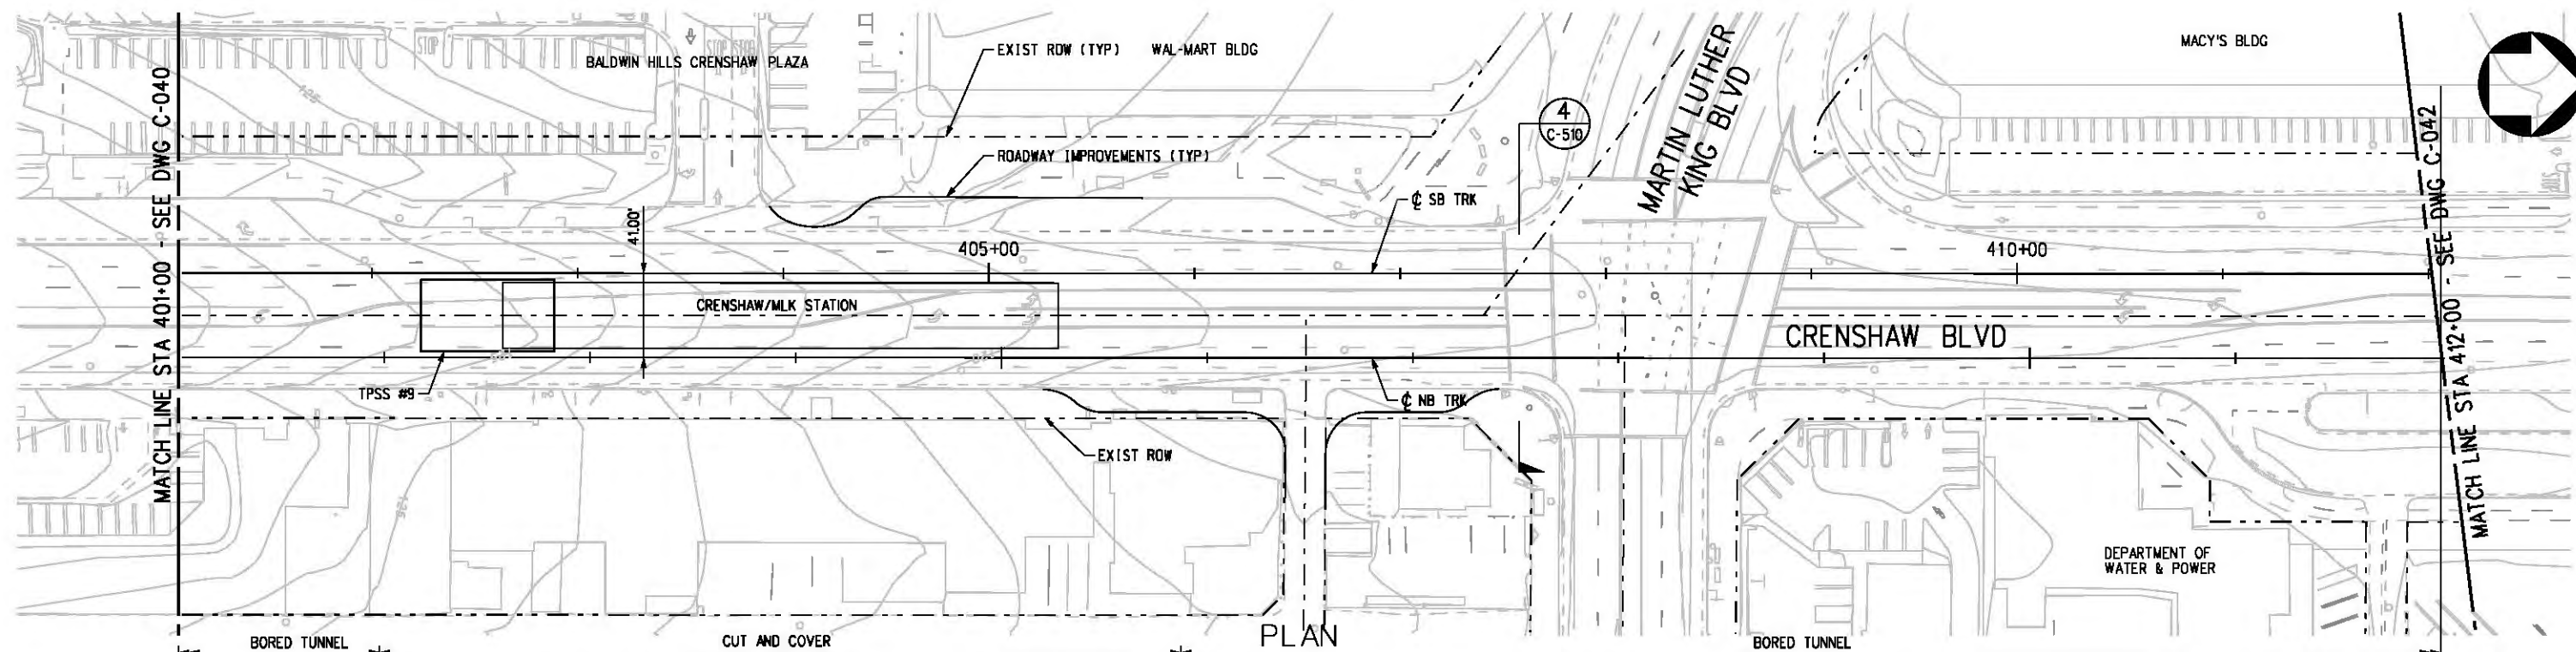 BALDWIN HILLS CRENSHAW PLAZA
STOP
EXIST ROW (TYP)
WAL-MART BLDG
MARTIN LUTHER
KING BLVD
MACY'S BLDG
4
C-510
ROADWAY IMPROVEMENTS (TYP)
MATCH LINE STA 401+00 - SEE DWG C-040
41.00'
℄ SB TRK
405+00
410+00
CRENSHAW/MLK STATION
CRENSHAW BLVD
TPSS #9
℄ NB TRK
EXIST ROW
MATCH LINE STA 412+00 - SEE DWG C-042
125
DEPARTMENT OF
WATER & POWER
BORED TUNNEL
CUT AND COVER
PLAN
BORED TUNNEL